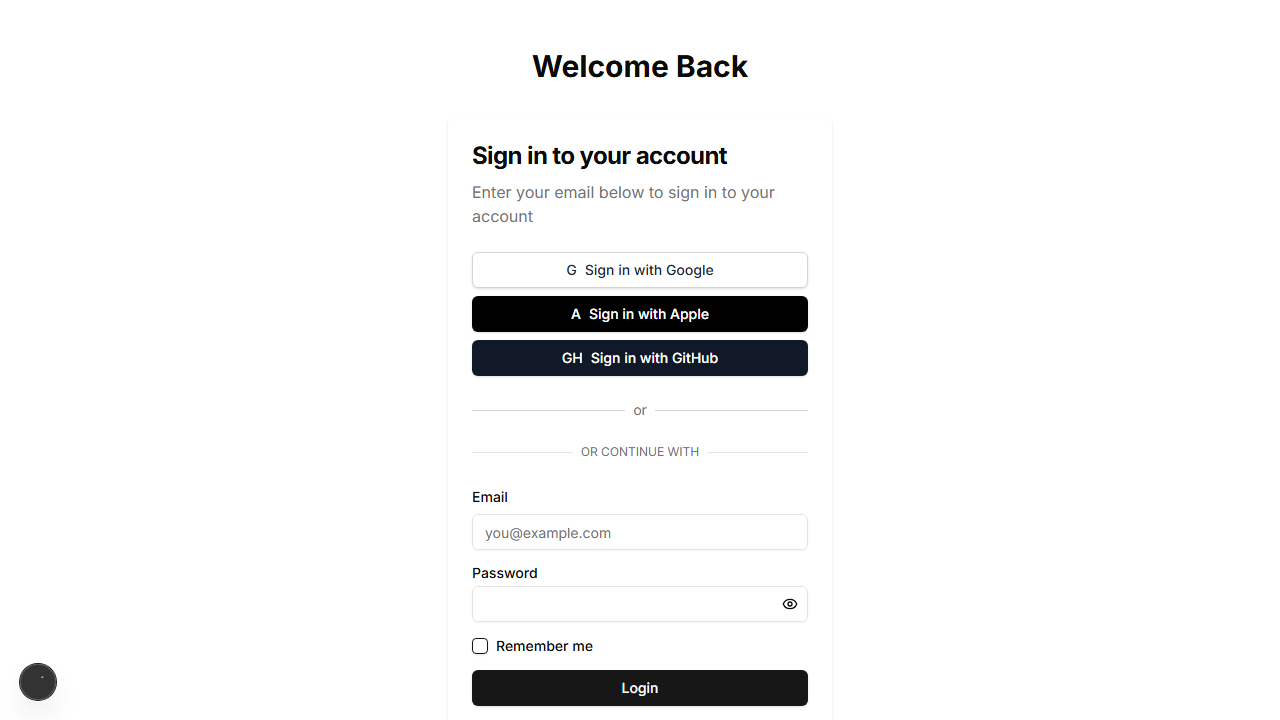 Welcome Back
Sign in to your account
Enter your email below to sign in to your
account
G Sign in with Google
A Sign in with Apple
GH Sign in with GitHub
or
OR CONTINUE WITH
Email
you@example.com
Password
Remember me
Login